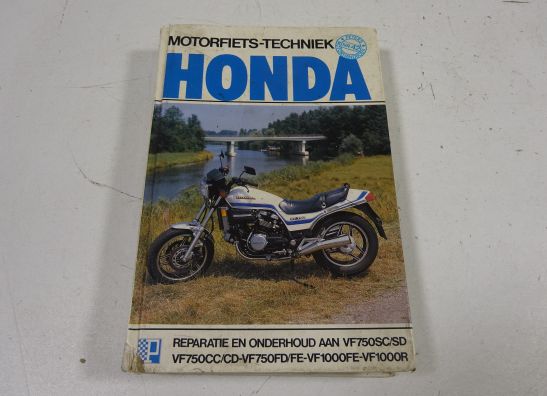 MOTORFIETS-TECHNIEK
HONDA
REPARATIE EN ONDERHOUD AAN VF750SC/SD
VF750CC/CD-VF750FD/FE-VF1000FE-VF1000R